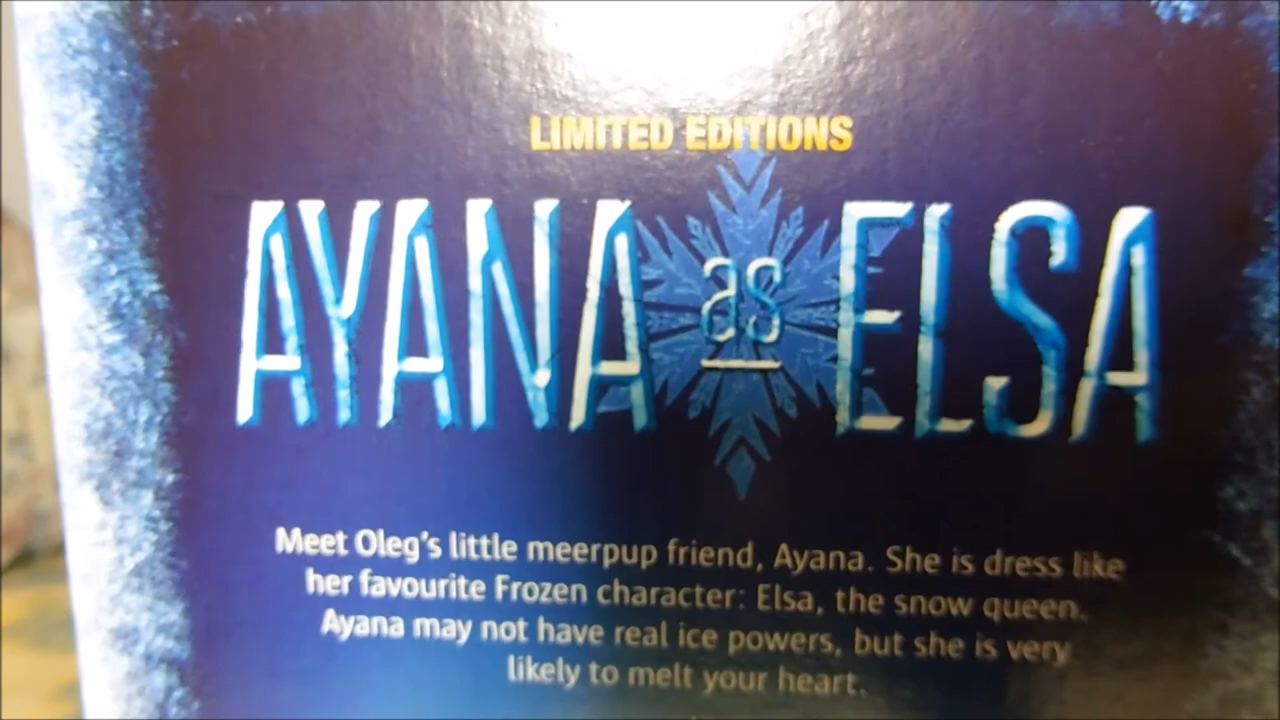 LIMITED EDITIONS
AYANA as ELSA
Meet Oleg's little meerpup friend, Ayana. She is dress like
her favourite Frozen character: Elsa, the snow queen.
Ayana may not have real ice powers, but she is very
likely to melt your heart.